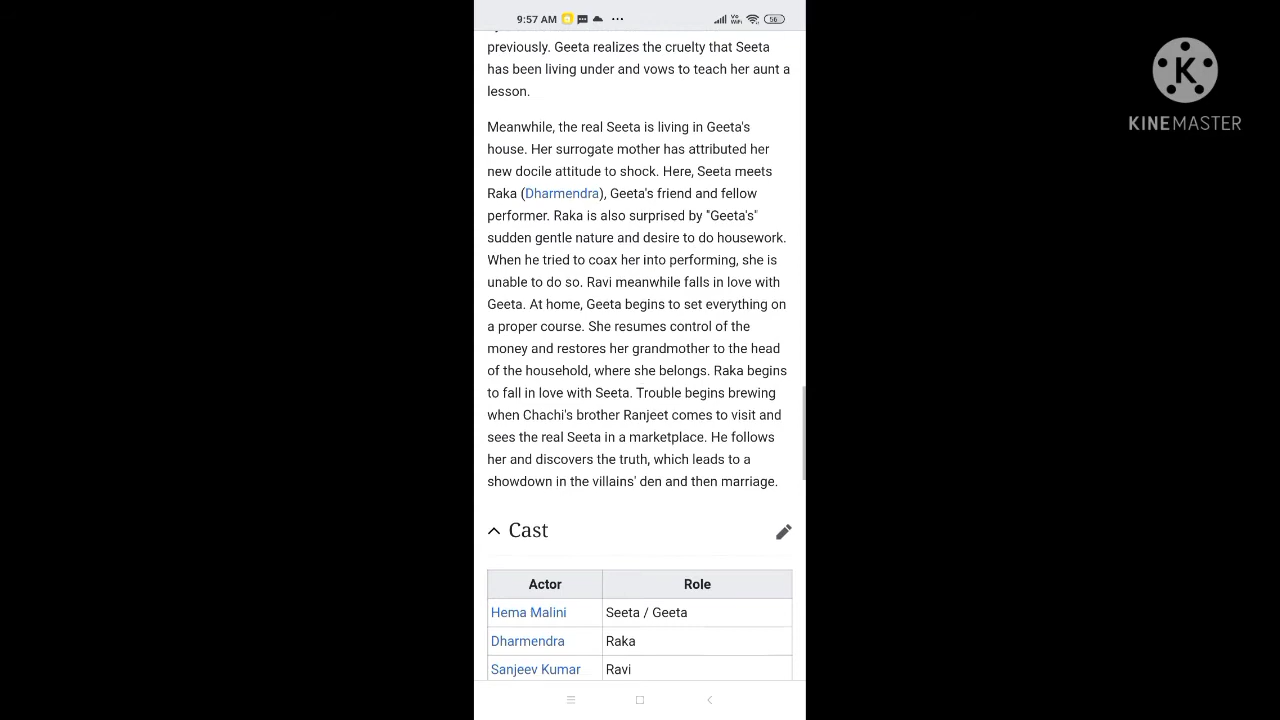 9:57 AM
Vo
WiFi
56
previously. Geeta realizes the cruelty that Seeta
has been living under and vows to teach her aunt a
lesson.
Meanwhile, the real Seeta is living in Geeta's
house. Her surrogate mother has attributed her
new docile attitude to shock. Here, Seeta meets
Raka (Dharmendra), Geeta's friend and fellow
performer. Raka is also surprised by "Geeta's"
sudden gentle nature and desire to do housework.
When he tried to coax her into performing, she is
unable to do so. Ravi meanwhile falls in love with
Geeta. At home, Geeta begins to set everything on
a proper course. She resumes control of the
money and restores her grandmother to the head
of the household, where she belongs. Raka begins
to fall in love with Seeta. Trouble begins brewing
when Chachi's brother Ranjeet comes to visit and
sees the real Seeta in a marketplace. He follows
her and discovers the truth, which leads to a
showdown in the villains' den and then marriage.
Cast
Actor Role
Hema Malini Seeta / Geeta
Dharmendra Raka
Sanjeev Kumar Ravi
K
KINEMASTER